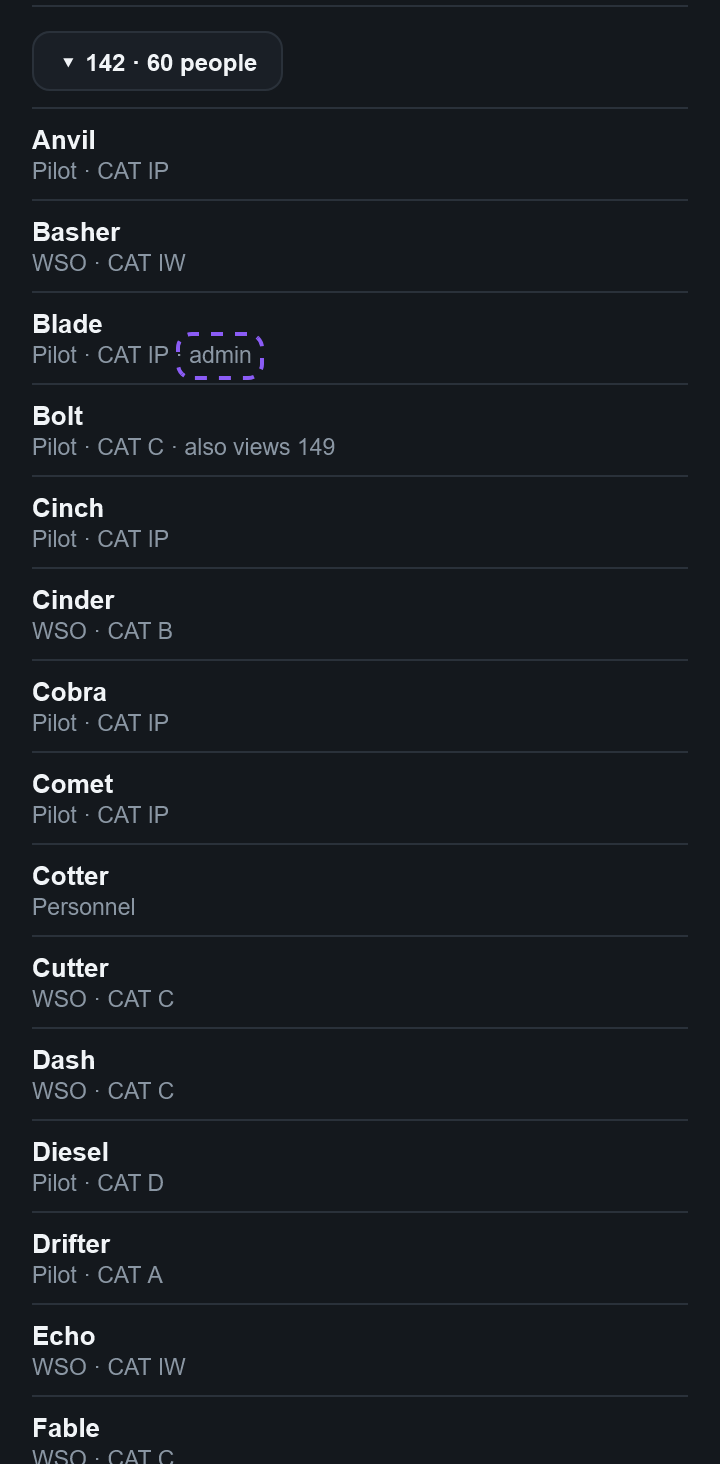 ▼ 142 · 60 people
Anvil
Pilot · CAT IP
Basher
WSO · CAT IW
Blade
Pilot · CAT IP · admin
Bolt
Pilot · CAT C · also views 149
Cinch
Pilot · CAT IP
Cinder
WSO · CAT B
Cobra
Pilot · CAT IP
Comet
Pilot · CAT IP
Cotter
Personnel
Cutter
WSO · CAT C
Dash
WSO · CAT C
Diesel
Pilot · CAT D
Drifter
Pilot · CAT A
Echo
WSO · CAT IW
Fable
WSO · CAT C